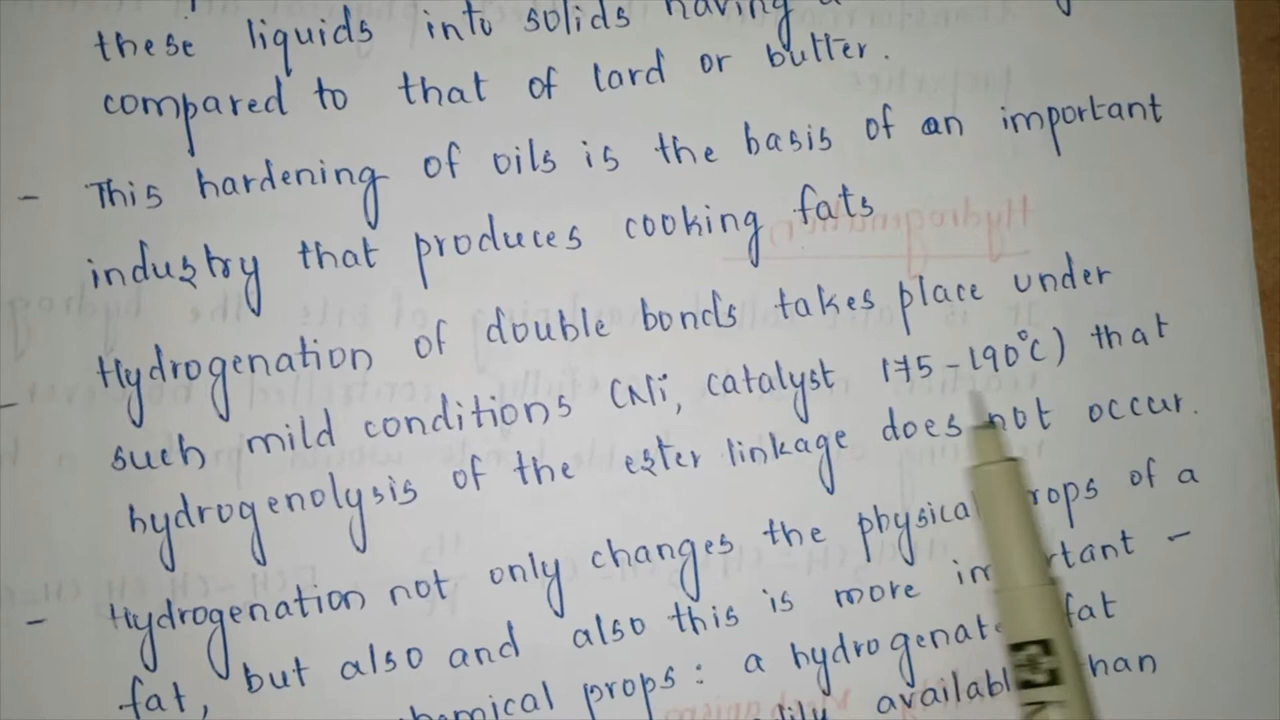 these liquids into solids having
compared to that of lard or butter.
- This hardening of oils is the basis of an important
industry that produces cooking fats
- Hydrogenation of double bonds takes place under
such mild conditions (Ni, catalyst 175-190°C) that
hydrogenolysis of the ester linkage does not occur.
- Hydrogenation not only changes the physical props of a
fat, but also and also this is more important -
props: a hydrogenated fat
available than